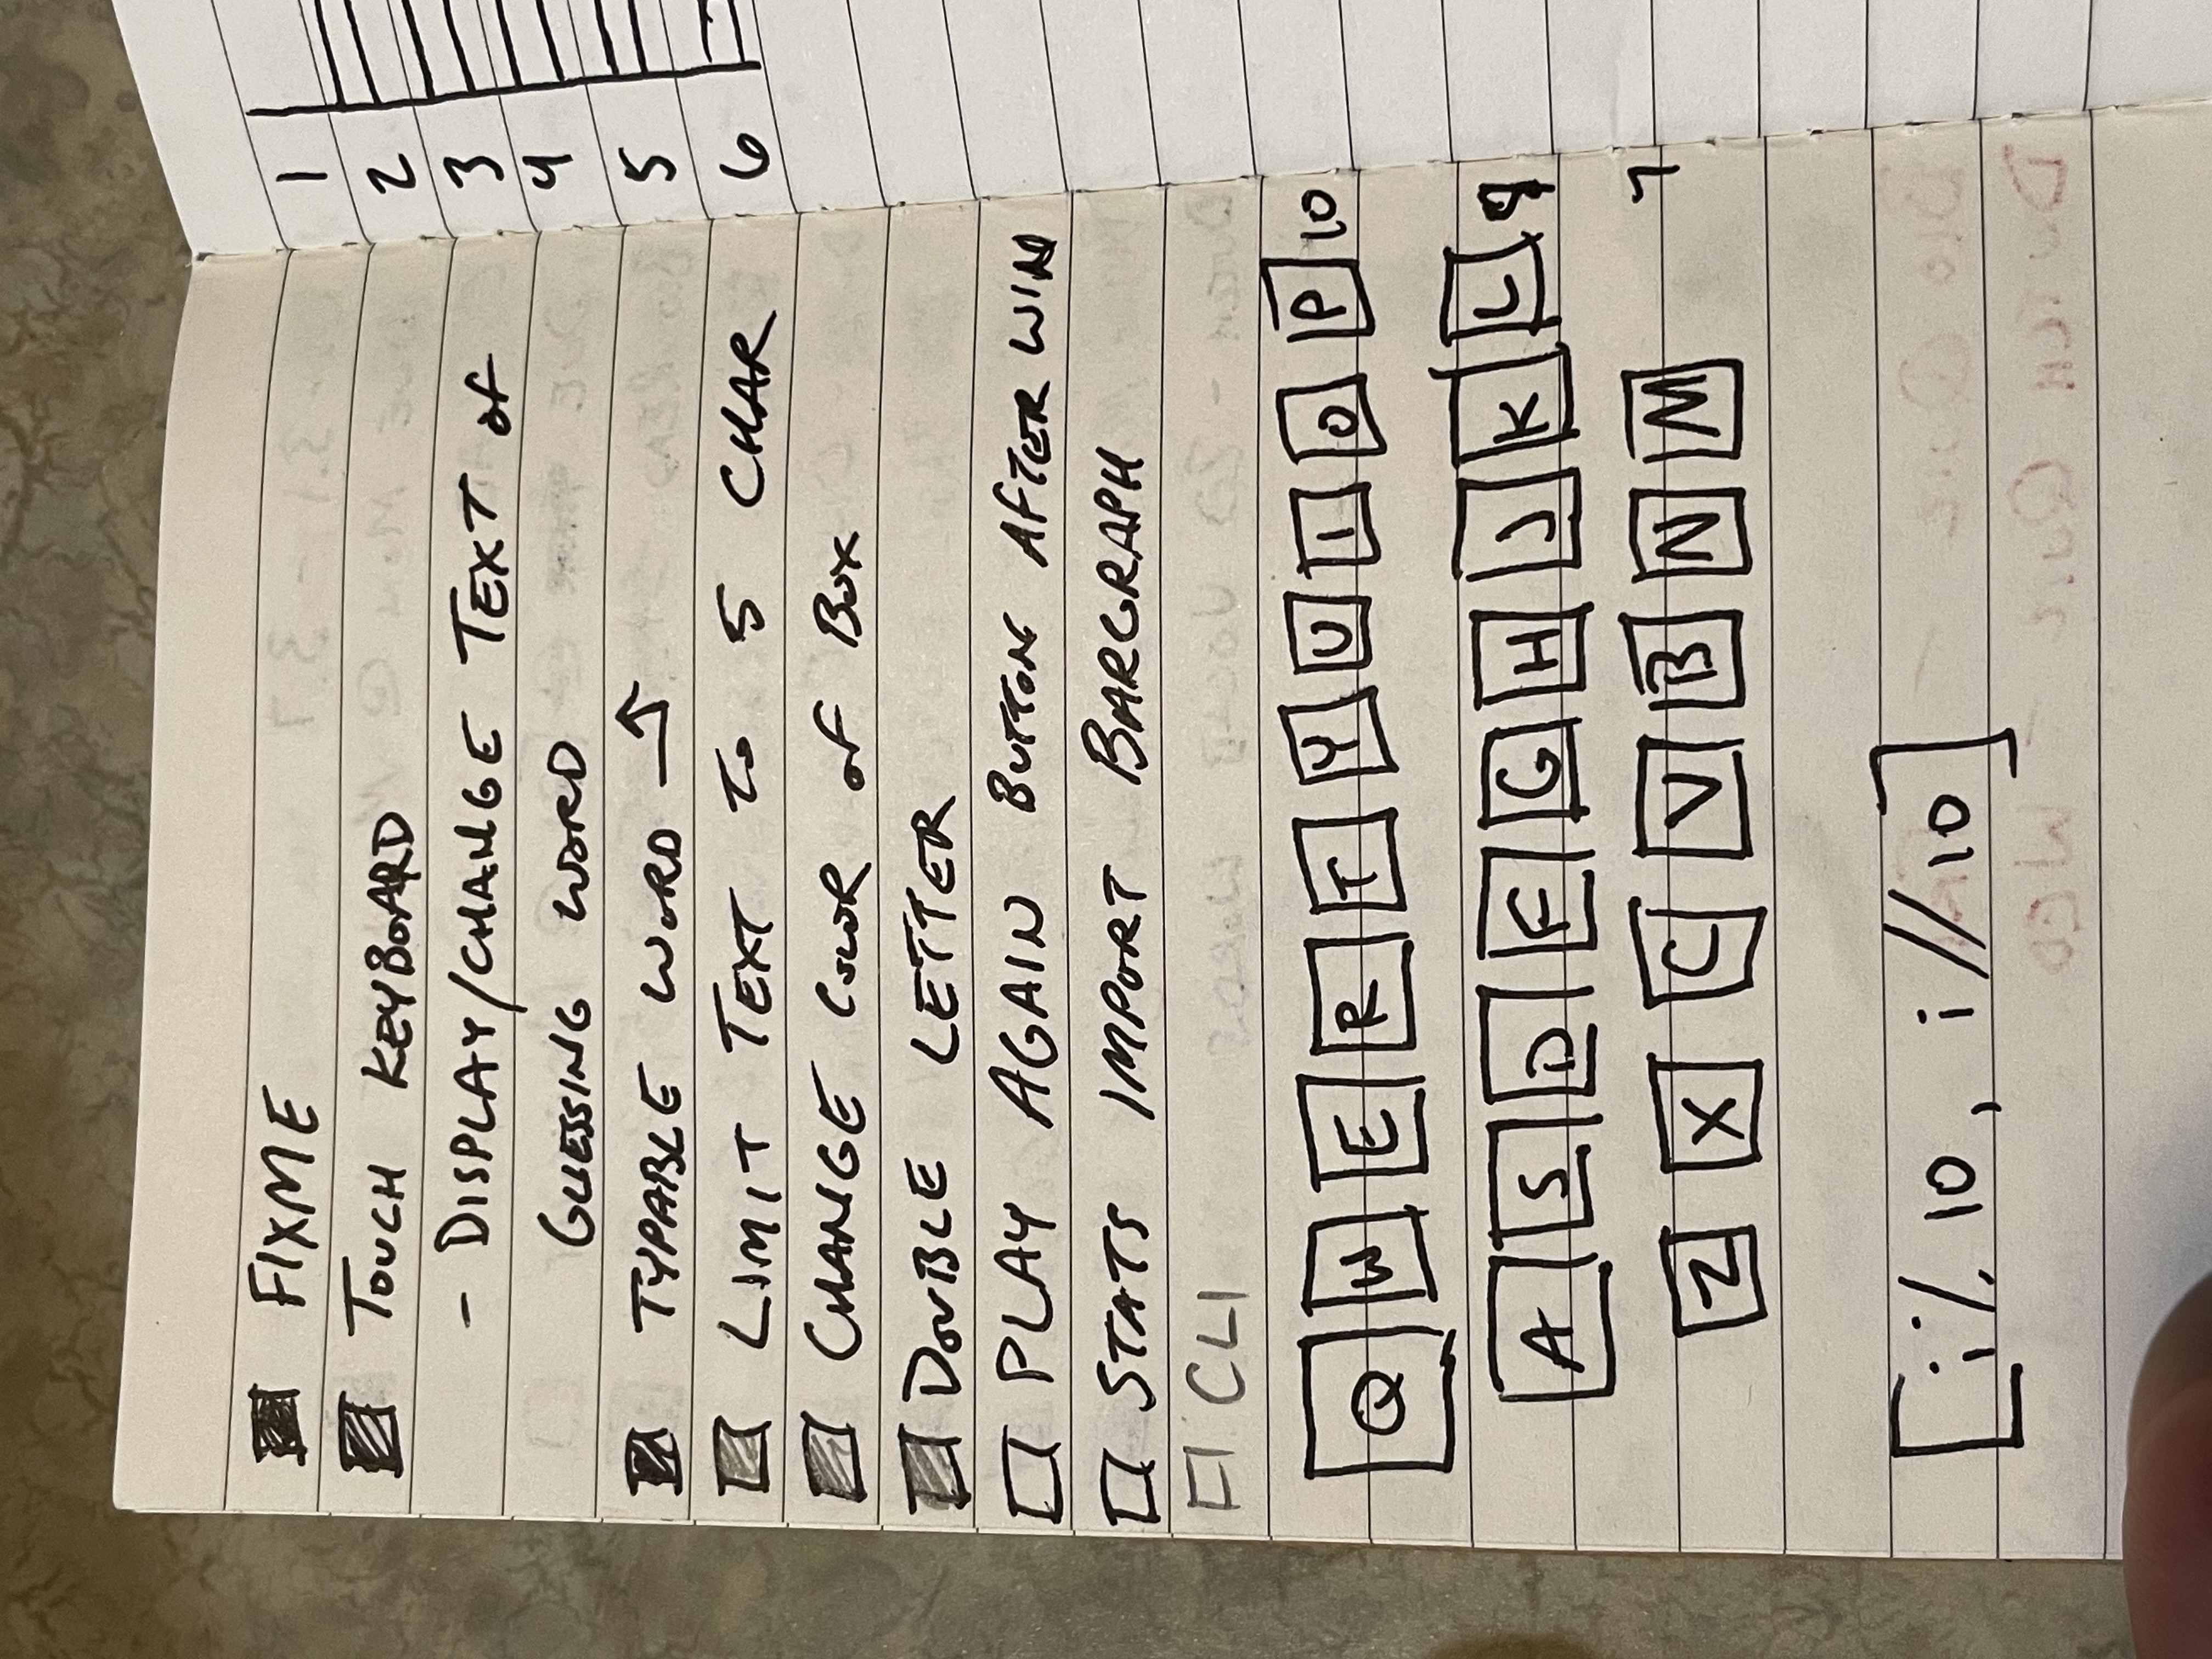 FIXME
TOUCH KEYBOARD
- DISPLAY/CHANGE TEXT of
GUESSING WORD
TYPABLE WORD
LIMIT TEXT To 5 CHAR
CHANGE COLOR of Box
DOUBLE LETTER
PLAY AGAIN BUTTON AFTER WIN
STATS IMPORT BARGRAPH
CLI
Q W E R T Y U I O P 10
A S D F G H J K L 9
Z X C V B N M 7
[i % 10, i // 10]
1
2
3
4
5
6